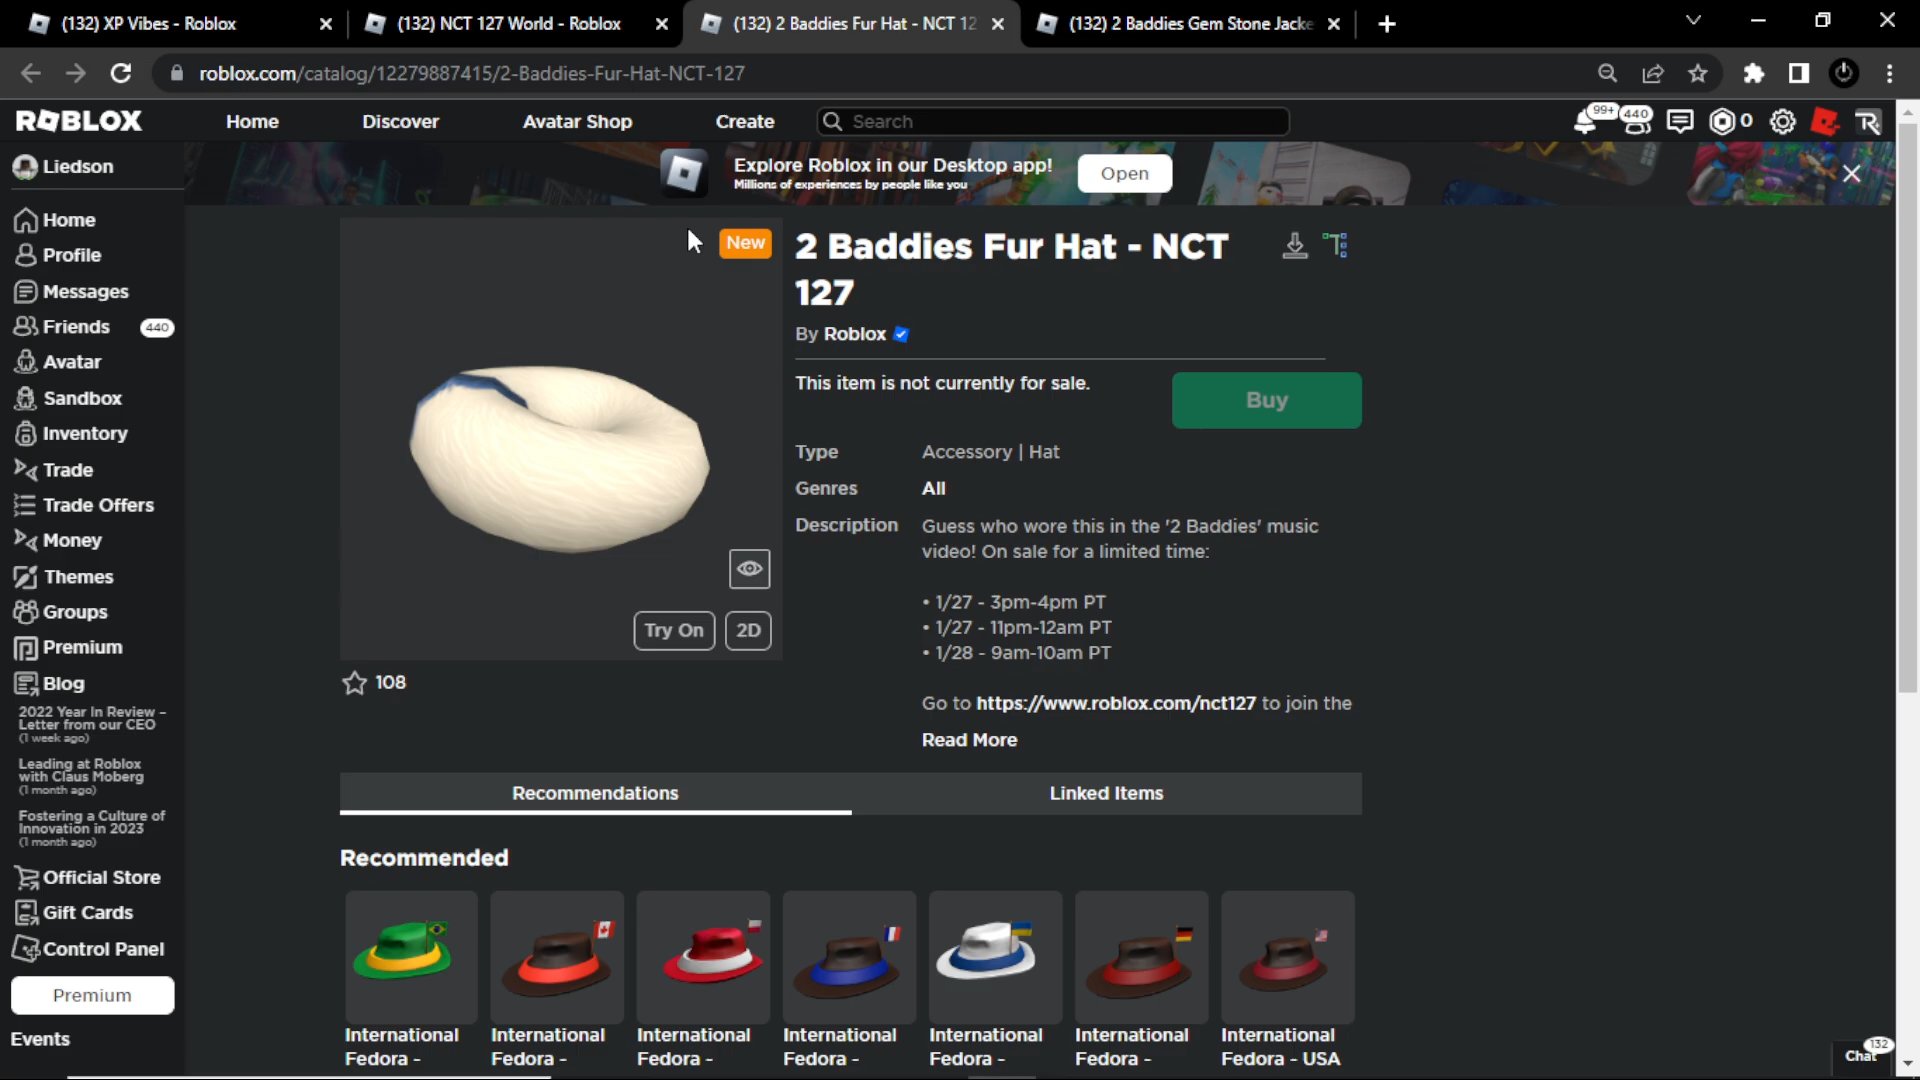 (132) XP Vibes - Roblox
(132) NCT 127 World - Roblox
(132) 2 Baddies Fur Hat - NCT 12
(132) 2 Baddies Gem Stone Jacke
roblox.com/catalog/12279887415/2-Baddies-Fur-Hat-NCT-127
ROBLOX
Home
Discover
Avatar Shop
Create
Search
99+
440
0
Liedson
Explore Roblox in our Desktop app!
Millions of experiences by people like you
Open
Home
Profile
Messages
Friends
440
Avatar
Sandbox
Inventory
Trade
Trade Offers
Money
Themes
Groups
Premium
Blog
2022 Year In Review -
Letter from our CEO
(1 week ago)
Leading at Roblox
with Claus Moberg
(1 month ago)
Fostering a Culture of
Innovation in 2023
(1 month ago)
Official Store
Gift Cards
Control Panel
Premium
Events
New
Try On
2D
108
2 Baddies Fur Hat - NCT
127
By Roblox
This item is not currently for sale.
Buy
Type
Accessory | Hat
Genres
All
Description
Guess who wore this in the '2 Baddies' music
video! On sale for a limited time:
• 1/27 - 3pm-4pm PT
• 1/27 - 11pm-12am PT
• 1/28 - 9am-10am PT
Go to https://www.roblox.com/nct127 to join the
Read More
Recommendations
Linked Items
Recommended
International
Fedora -
International
Fedora -
International
Fedora -
International
Fedora -
International
Fedora -
International
Fedora -
International
Fedora - USA
Chat
132